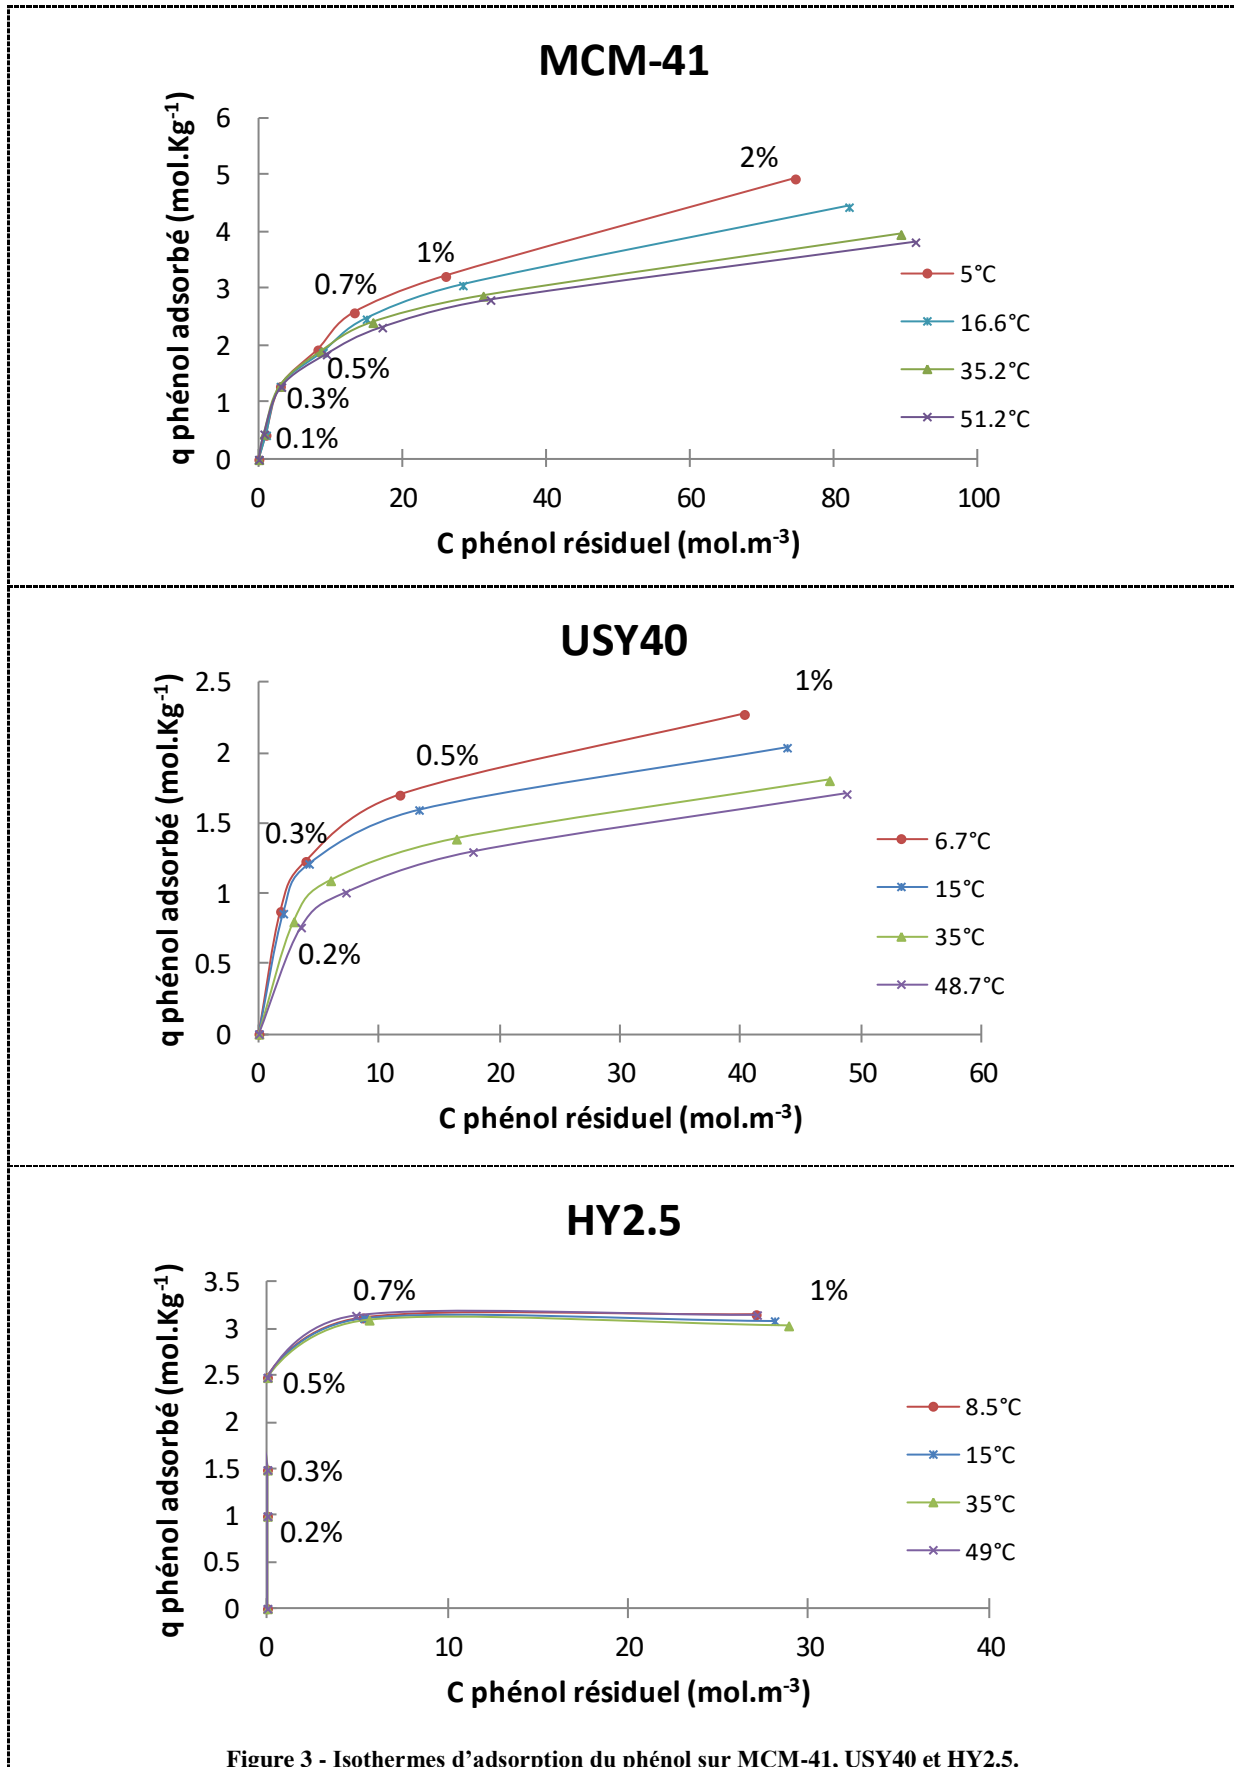 MCM-41
q phénol adsorbé (mol.Kg⁻¹)
6
5
4
3
2
1
0
2%
1%
0.7%
0.5%
0.3%
0.1%
5°C
16.6°C
35.2°C
51.2°C
0 20 40 60 80 100
C phénol résiduel (mol.m⁻³)
USY40
q phénol adsorbé (mol.Kg⁻¹)
2.5
2
1.5
1
0.5
0
1%
0.5%
0.3%
0.2%
6.7°C
15°C
35°C
48.7°C
0 10 20 30 40 50 60
C phénol résiduel (mol.m⁻³)
HY2.5
q phénol adsorbé (mol.Kg⁻¹)
3.5
3
2.5
2
1.5
1
0.5
0
0.7%
1%
0.5%
0.3%
0.2%
8.5°C
15°C
35°C
49°C
0 10 20 30 40
C phénol résiduel (mol.m⁻³)
Figure 3 - Isothermes d’adsorption du phénol sur MCM-41, USY40 et HY2.5.